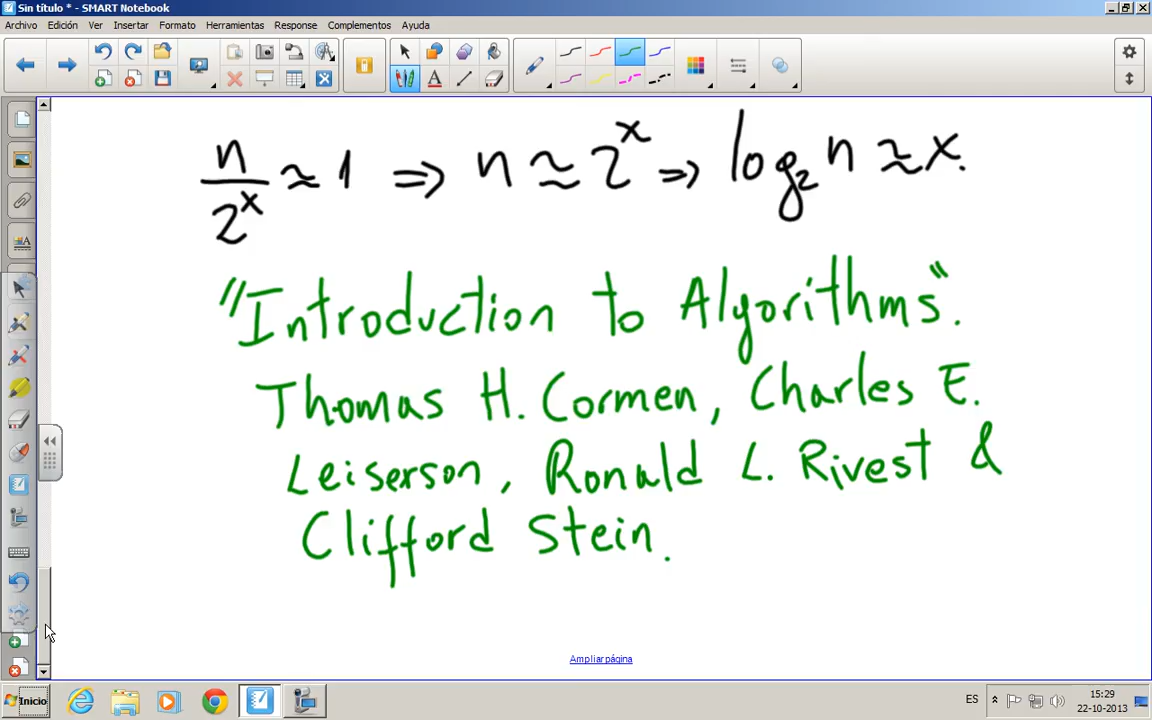 Sin título * - SMART Notebook
Archivo Edición Ver Insertar Formato Herramientas Response Complementos Ayuda
n/2^x ≈ 1 ⇒ n ≈ 2^x ⇒ log₂ n ≈ x.
"Introduction to Algorithms".
Thomas H. Cormen, Charles E.
Leiserson, Ronald L. Rivest &
Clifford Stein.
Ampliar página
Inicio
ES
15:29
22-10-2013